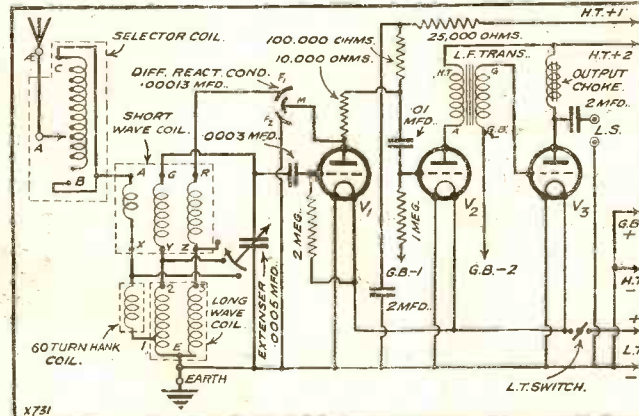 SELECTOR COIL.
Æ
C
A
B
DIFF. REACT. COND.
.00013 MFD.
F1
M
F2
SHORT
WAVE COIL.
.0003 MFD.
100,000 OHMS.
10,000 OHMS.
25,000 OHMS.
H.T.+1
H.T.+2
L.F. TRANS.
H.T.
G
A
G.B.
OUTPUT
CHOKE
2 MFD.
L.S.
.01
MFD.
A
G
R
X
Y
Z
2 MEG.
V1
1 MEG.
V2
V3
G.B.-1
G.B.-2
2 MFD.
EXTENSER
.0005 MFD.
2
3
1
E
LONG
WAVE
COIL.
60 TURN HANK
COIL.
EARTH
L.T. SWITCH.
G.B.
+
H.T.
-
+
L.T.
-
X731